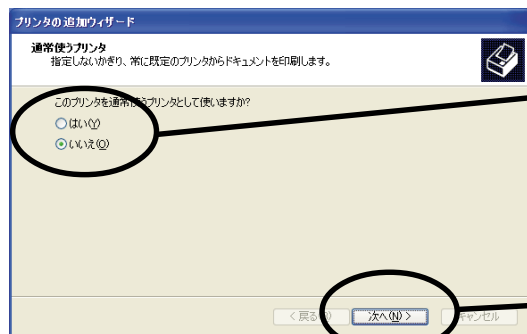 プリンタの追加ウィザード
通常使うプリンタ
指定しないかぎり、常に既定のプリンタからドキュメントを印刷します。
このプリンタを通常使うプリンタとして使いますか?
はい(Y)
いいえ(O)
< 戻る(B)
次へ(N) >
キャンセル